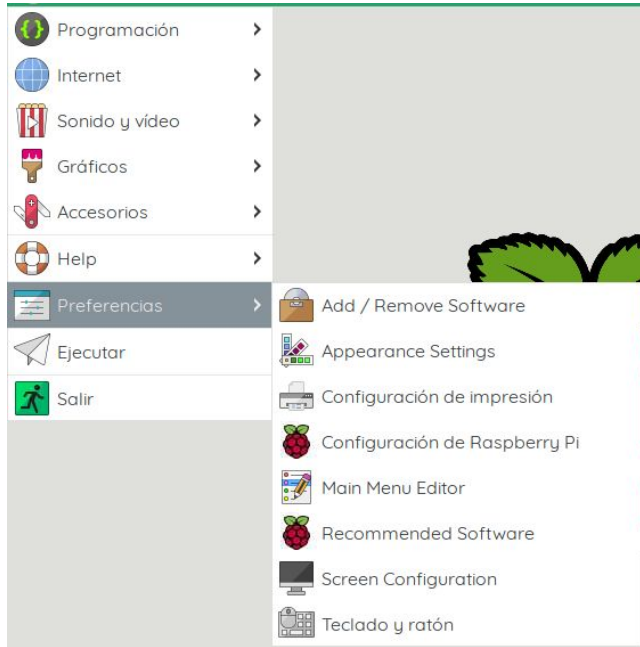 Programación
Internet
Sonido y vídeo
Gráficos
Accesorios
Help
Preferencias
Ejecutar
Salir
Add / Remove Software
Appearance Settings
Configuración de impresión
Configuración de Raspberry Pi
Main Menu Editor
Recommended Software
Screen Configuration
Teclado y ratón